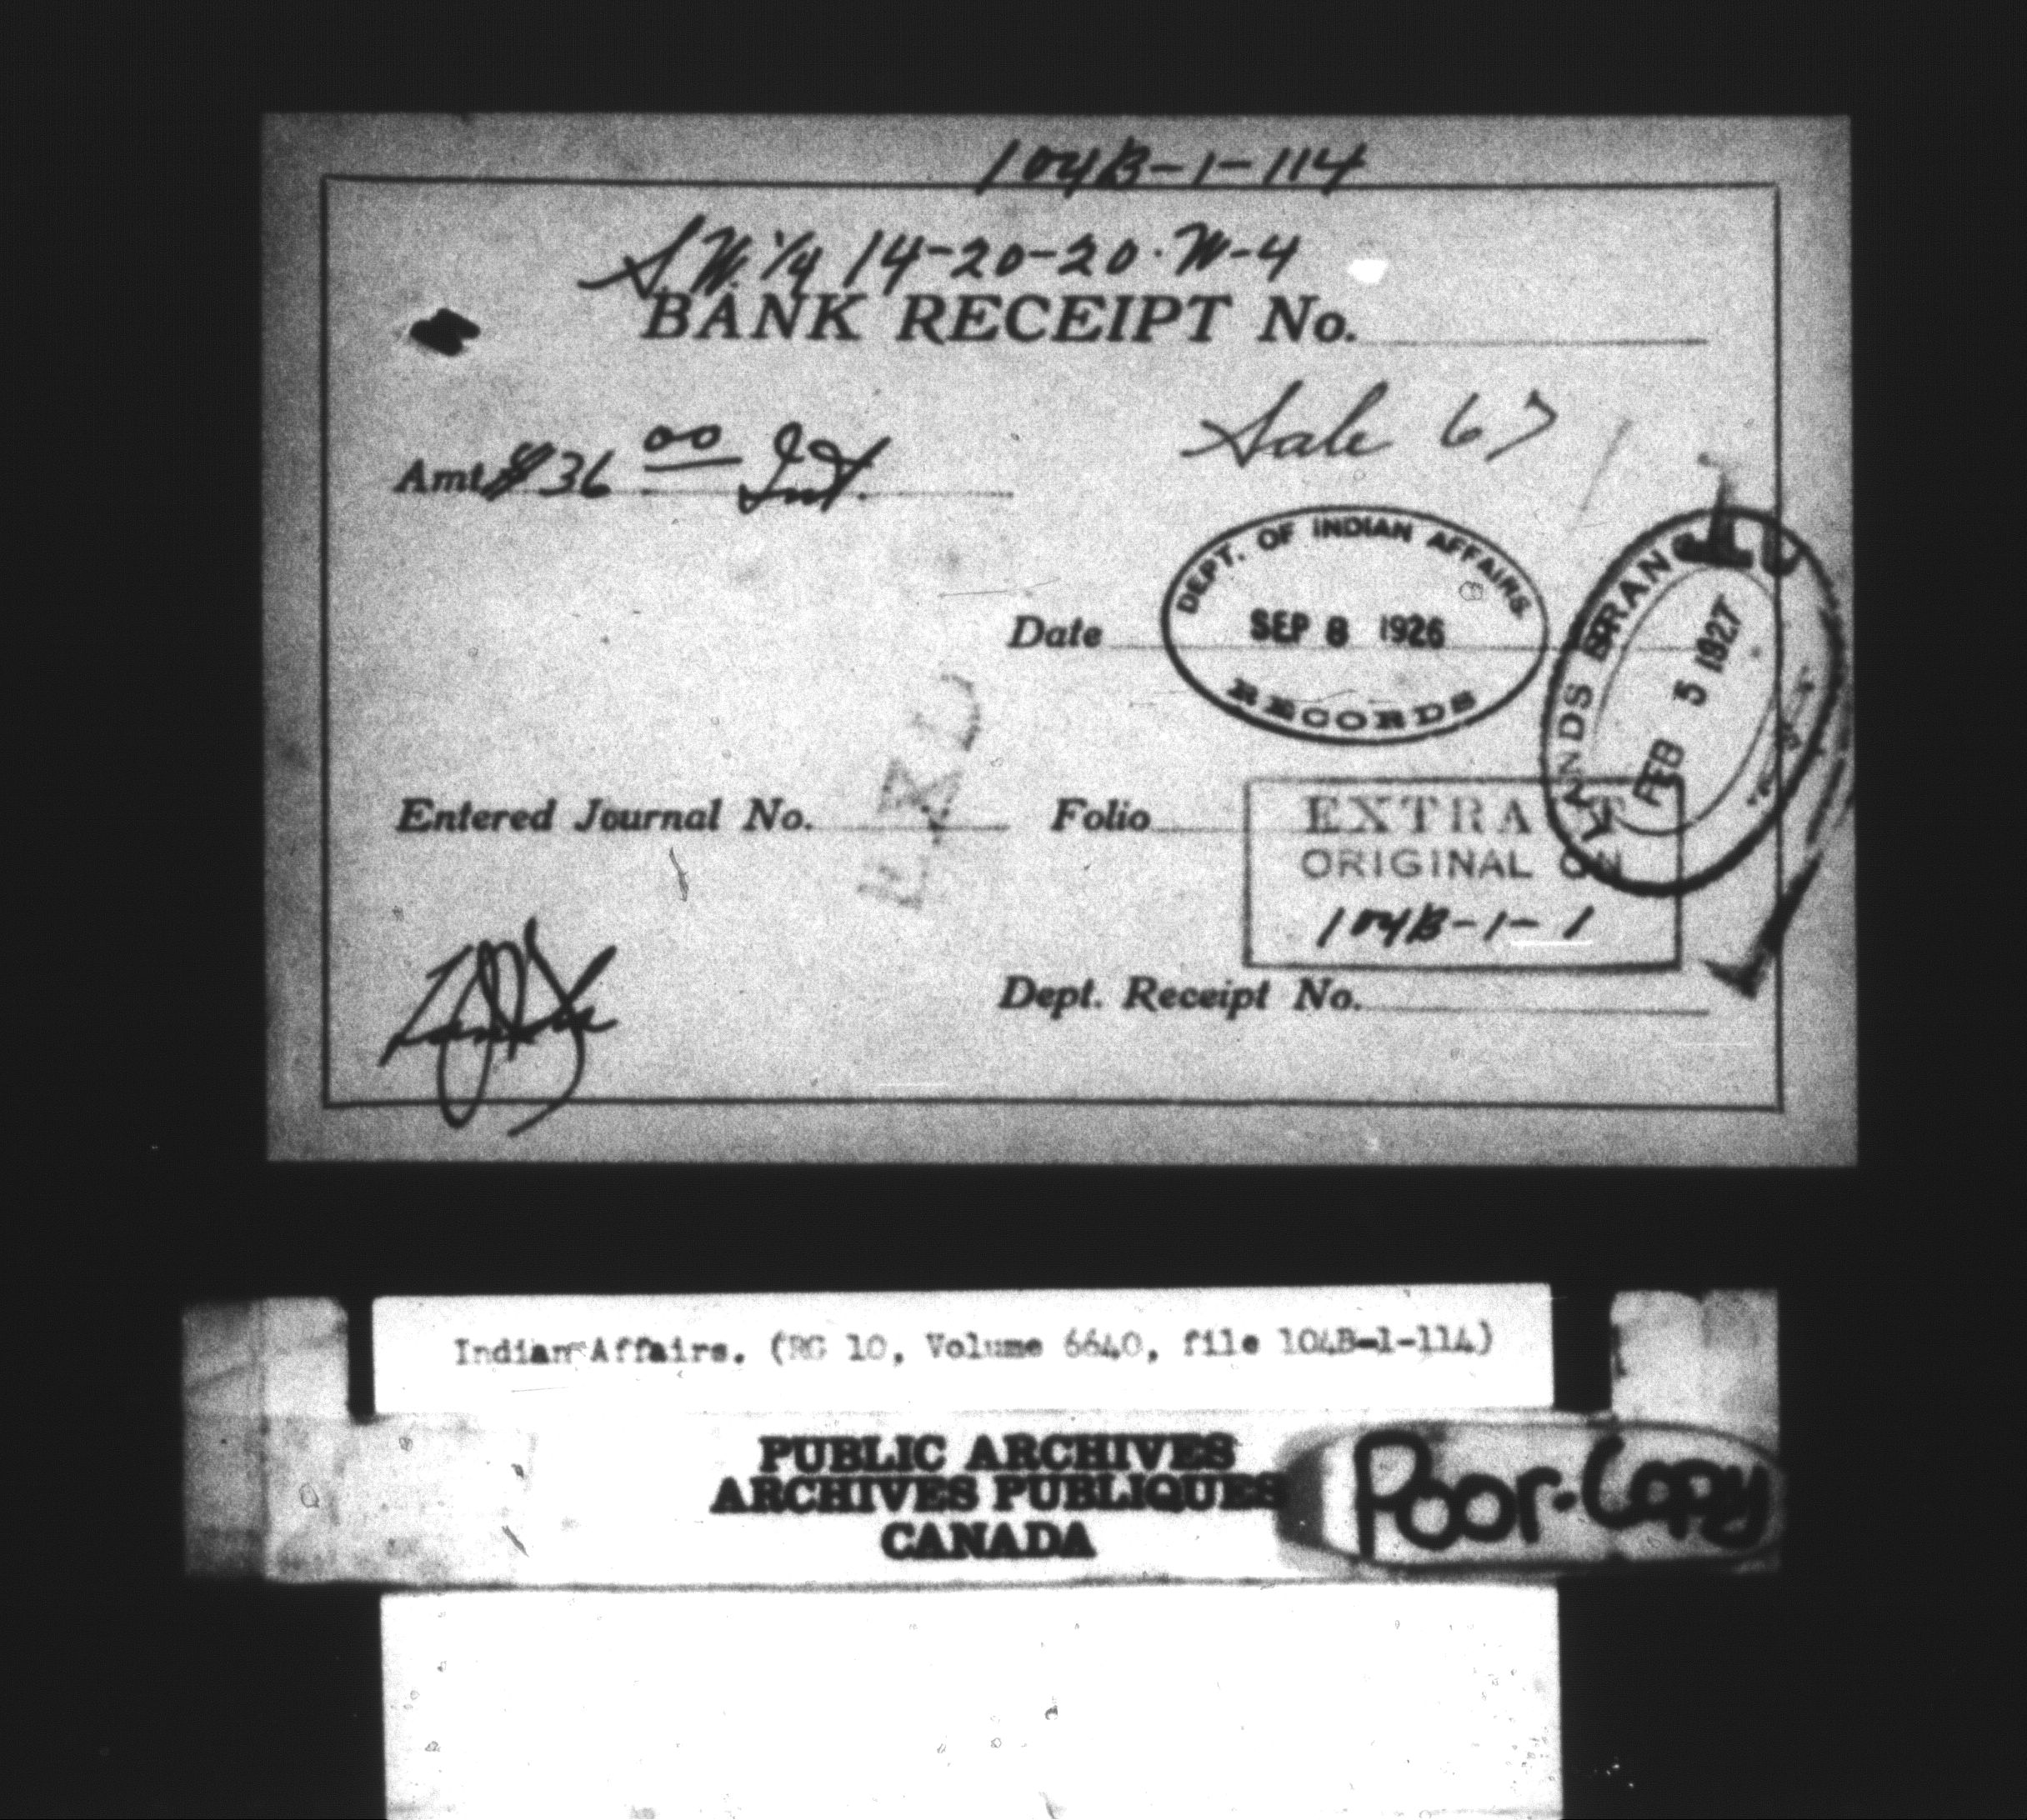 104B-1-114
S.W. 1/4 14-20-20-W-4
BANK RECEIPT No.
Sale 67
Amt. $36 00 Int.
DEPT. OF INDIAN AFFAIRS
Date
SEP 8 1926
RECORDS
LANDS BRAN
FEB 5 1927
Entered Journal No.
Folio
EXTRA T
ORIGINAL ON
104B-1-1
Dept. Receipt No.
Indian Affairs. (RG 10, Volume 6640, file 104B-1-114)
PUBLIC ARCHIVES
ARCHIVES PUBLIQUES
CANADA
Poor-Copy